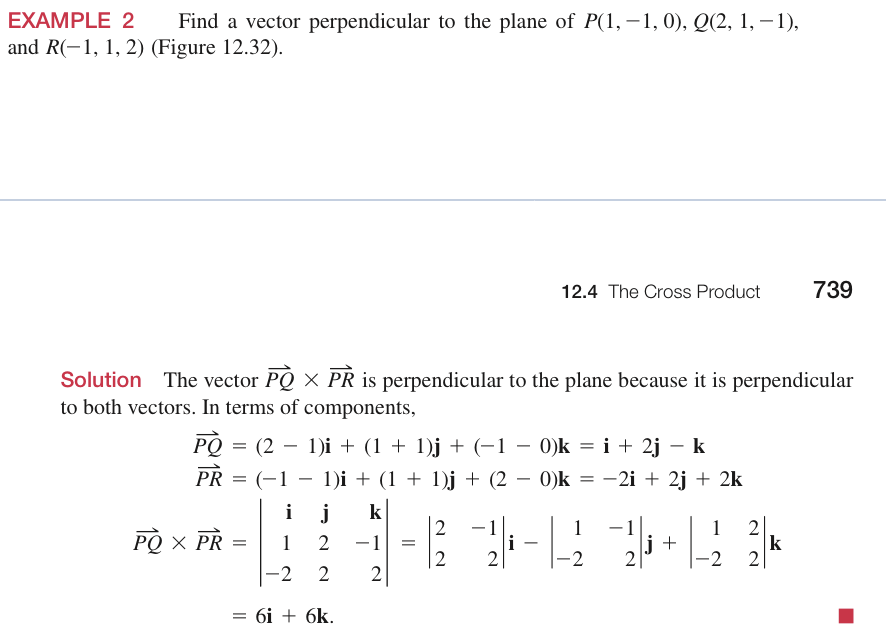 EXAMPLE 2 Find a vector perpendicular to the plane of P(1, −1, 0), Q(2, 1, −1),
and R(−1, 1, 2) (Figure 12.32).
12.4 The Cross Product 739
Solution The vector $\overrightarrow{PQ} \times \overrightarrow{PR}$ is perpendicular to the plane because it is perpendicular
to both vectors. In terms of components,
$\overrightarrow{PQ} = (2 - 1)\mathbf{i} + (1 + 1)\mathbf{j} + (-1 - 0)\mathbf{k} = \mathbf{i} + 2\mathbf{j} - \mathbf{k}$
$\overrightarrow{PR} = (-1 - 1)\mathbf{i} + (1 + 1)\mathbf{j} + (2 - 0)\mathbf{k} = -2\mathbf{i} + 2\mathbf{j} + 2\mathbf{k}$
$\overrightarrow{PQ} \times \overrightarrow{PR} = \begin{vmatrix} \mathbf{i} & \mathbf{j} & \mathbf{k} \\ 1 & 2 & -1 \\ -2 & 2 & 2 \end{vmatrix} = \begin{vmatrix} 2 & -1 \\ 2 & 2 \end{vmatrix}\mathbf{i} - \begin{vmatrix} 1 & -1 \\ -2 & 2 \end{vmatrix}\mathbf{j} + \begin{vmatrix} 1 & 2 \\ -2 & 2 \end{vmatrix}\mathbf{k}$
$= 6\mathbf{i} + 6\mathbf{k}.$ ■